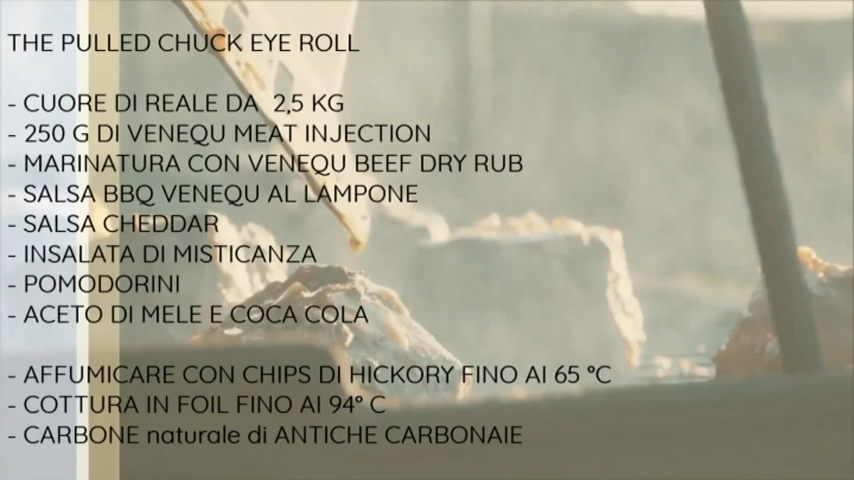 THE PULLED CHUCK EYE ROLL
- CUORE DI REALE DA 2,5 KG
- 250 G DI VENEQU MEAT INJECTION
- MARINATURA CON VENEQU BEEF DRY RUB
- SALSA BBQ VENEQU AL LAMPONE
- SALSA CHEDDAR
- INSALATA DI MISTICANZA
- POMODORINI
- ACETO DI MELE E COCA COLA
- AFFUMICARE CON CHIPS DI HICKORY FINO AI 65 °C
- COTTURA IN FOIL FINO AI 94° C
- CARBONE naturale di ANTICHE CARBONAIE